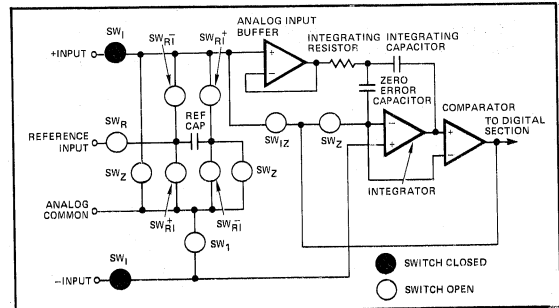 ANALOG INPUT
BUFFER
INTEGRATING
RESISTOR
INTEGRATING
CAPACITOR
SWI
SWRI-
SWRI+
+INPUT
ZERO
ERROR
CAPACITOR
COMPARATOR
TO DIGITAL
SECTION
REFERENCE
INPUT
SWR
REF
CAP
SWIZ
SWZ
INTEGRATOR
SWZ
SWZ
ANALOG
COMMON
SWRI+
SWRI-
SW1
SWI
-INPUT
SWITCH CLOSED
SWITCH OPEN